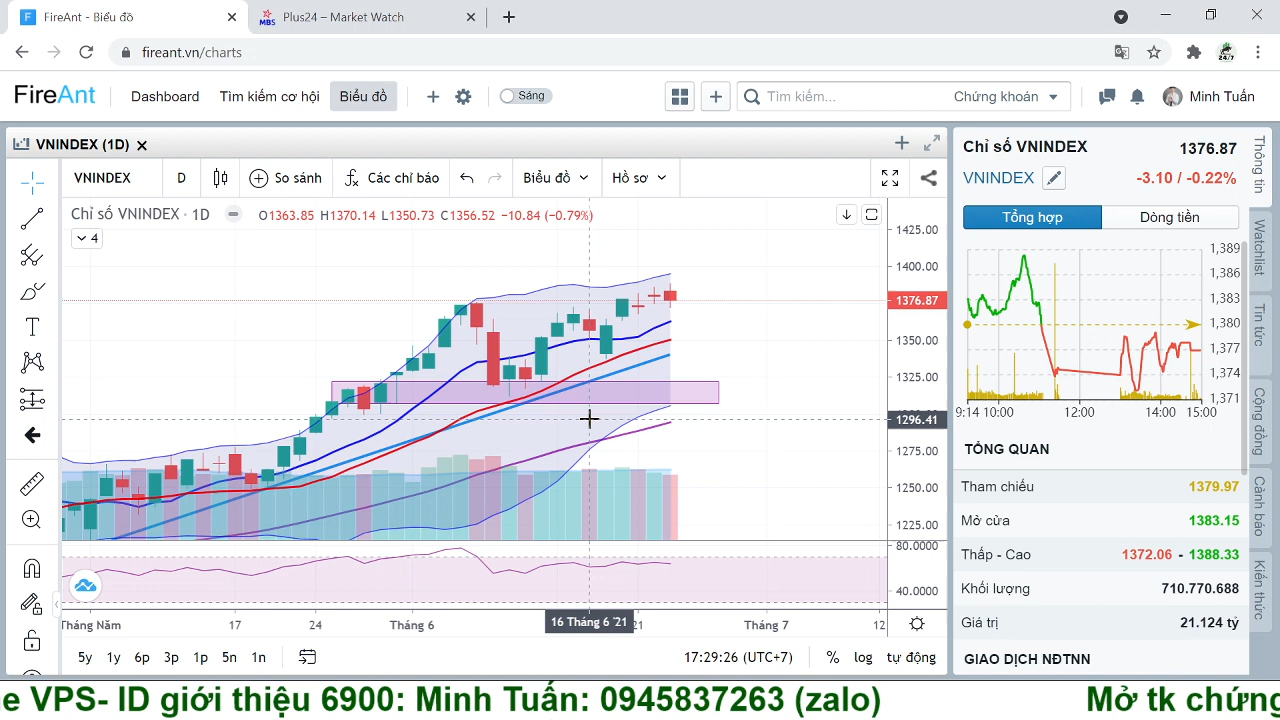 FireAnt - Biểu đồ
MBS
Plus24 – Market Watch
fireant.vn/charts
24/7
FireAnt
Dashboard
Tìm kiếm cơ hội
Biểu đồ
Sáng
Tìm kiếm...
Chứng khoán
Minh Tuấn
VNINDEX (1D)
VNINDEX
D
So sánh
Các chỉ báo
Biểu đồ
Hồ sơ
Chỉ số VNINDEX · 1D
O1363.85 H1370.14 L1350.73 C1356.52 −10.84 (−0.79%)
4
1425.00
1400.00
1376.87
1350.00
1325.00
1296.41
1275.00
1250.00
1225.00
80.0000
40.0000
Tháng Năm
17
24
Tháng 6
16 Tháng 6 '21
21
Tháng 7
12
5y
1y
6p
3p
1p
5n
1n
17:29:26 (UTC+7)
%
log
tự động
Chỉ số VNINDEX
1376.87
VNINDEX
-3.10 / -0.22%
Tổng hợp
Dòng tiền
1,389
1,386
1,383
1,380
1,377
1,374
1,371
9:14
10:00
12:00
14:00
15:00
TỔNG QUAN
Tham chiếu
1379.97
Mở cửa
1383.15
Thấp - Cao
1372.06 - 1388.33
Khối lượng
710.770.688
Giá trị
21.124 tỷ
GIAO DỊCH NĐTNN
Thông tin
Watchlist
Tin tức
Cộng đồng
Cảnh báo
Kiến thức
ne VPS- ID giới thiệu 6900: Minh Tuấn: 0945837263 (zalo)
Mở tk chứng